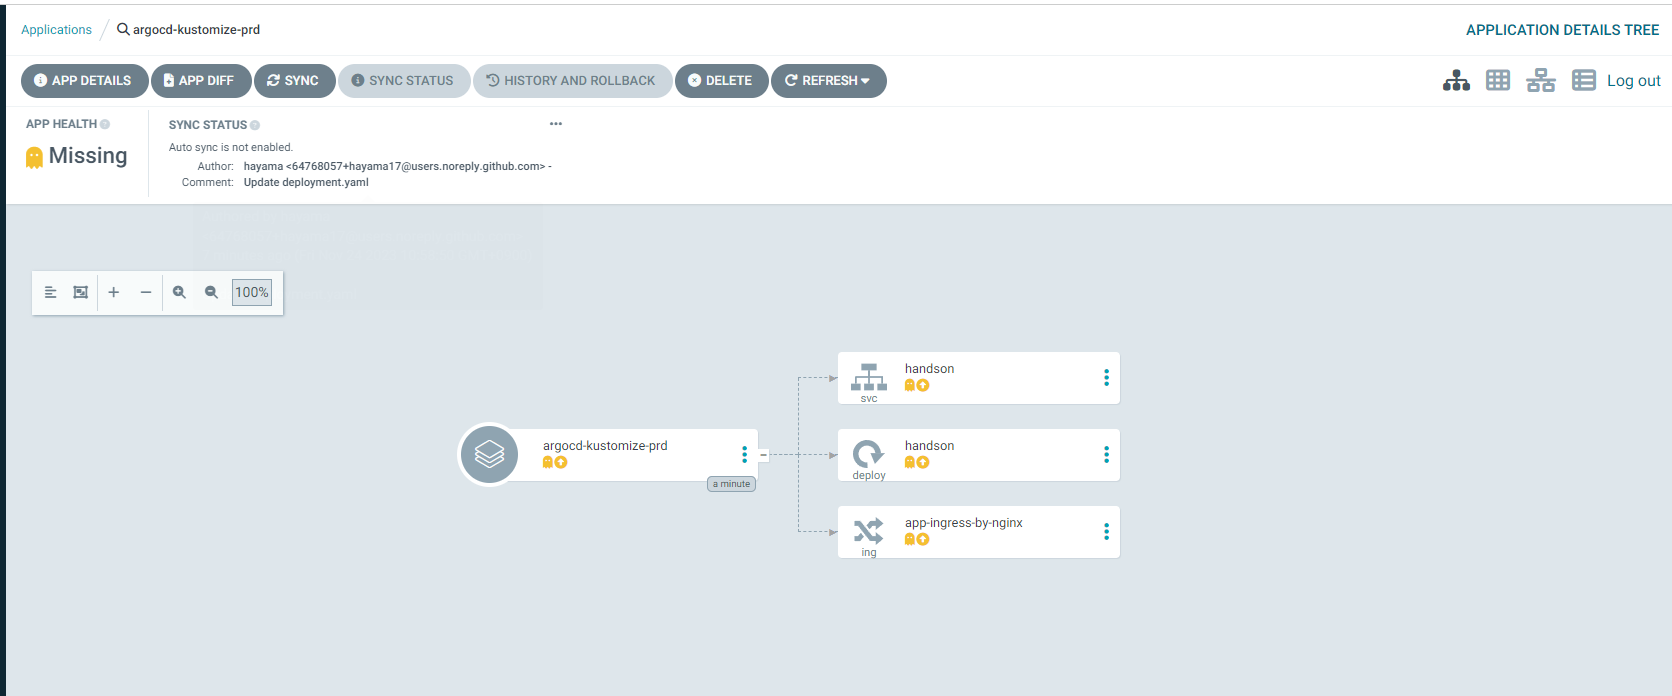 Applications
argocd-kustomize-prd
APPLICATION DETAILS TREE
APP DETAILS
APP DIFF
SYNC
SYNC STATUS
HISTORY AND ROLLBACK
DELETE
REFRESH
Log out
APP HEALTH
Missing
SYNC STATUS
Auto sync is not enabled.
Author: hayama <64768057+hayama17@users.noreply.github.com> -
Comment: Update deployment.yaml
100%
argocd-kustomize-prd
a minute
handson
svc
handson
deploy
app-ingress-by-nginx
ing